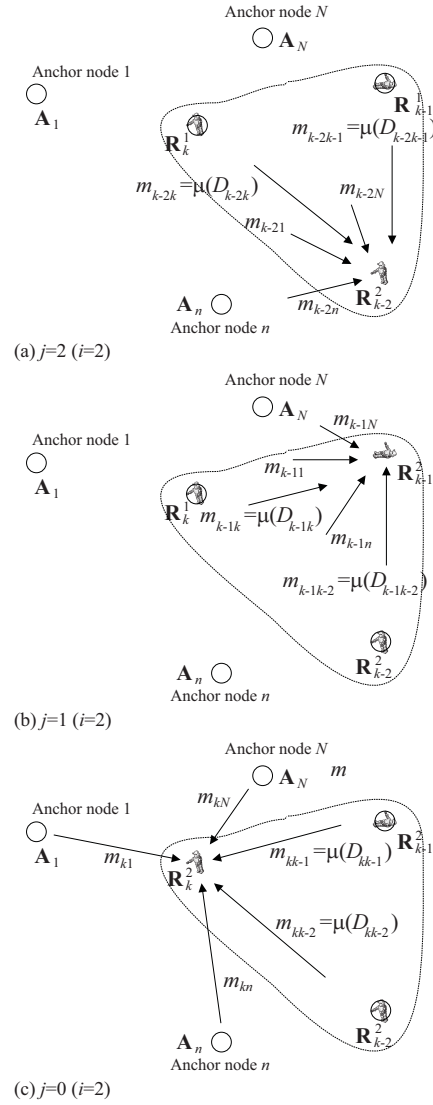 Anchor node N
A_N
Anchor node 1
A_1
R_k^1
R_{k-1}^1
m_{k-2k-1}=μ(D_{k-2k-1})
m_{k-2k}=μ(D_{k-2k})
m_{k-2N}
m_{k-21}
R_{k-2}^2
A_n
m_{k-2n}
Anchor node n
(a) j=2 (i=2)
Anchor node N
A_N
m_{k-1N}
Anchor node 1
A_1
m_{k-11}
R_{k-1}^2
R_k^1
m_{k-1k}=μ(D_{k-1k})
m_{k-1n}
m_{k-1k-2}=μ(D_{k-1k-2})
R_{k-2}^2
A_n
Anchor node n
(b) j=1 (i=2)
Anchor node N
A_N
m
m_{kN}
Anchor node 1
A_1
m_{k1}
R_{k-1}^2
R_k^2
m_{kk-1}=μ(D_{kk-1})
m_{kk-2}=μ(D_{kk-2})
m_{kn}
R_{k-2}^2
A_n
Anchor node n
(c) j=0 (i=2)